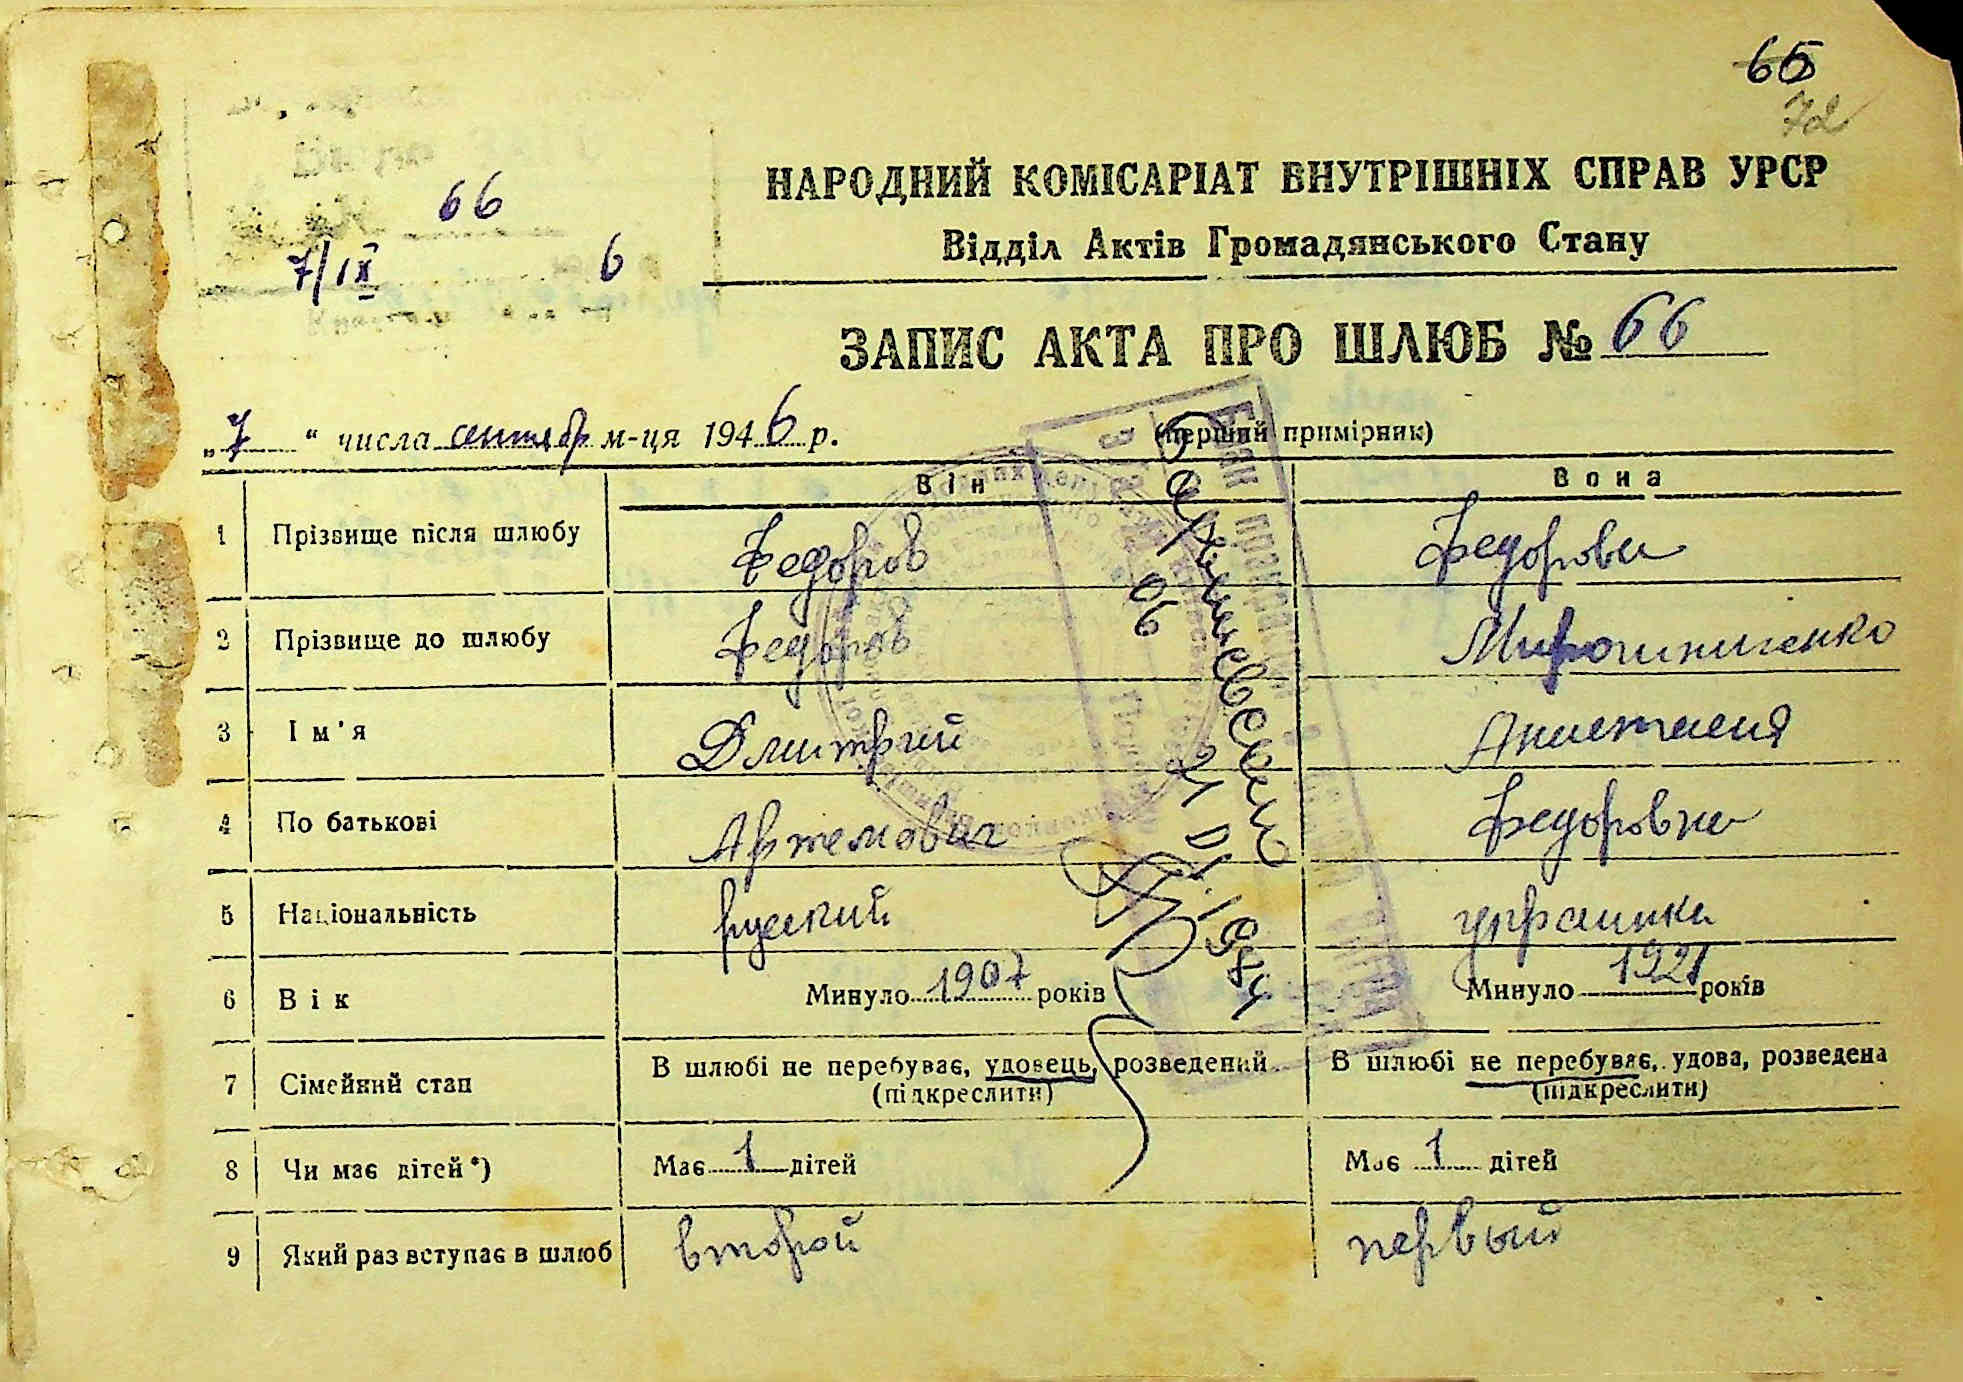 65
72
66
7/IX 6
НАРОДНИЙ КОМІСАРІАТ ВНУТРІШНІХ СПРАВ УРСР
Відділ Актів Громадянського Стану
ЗАПИС АКТА ПРО ШЛЮБ № 66
„7“ числа сентябр м-ця 1946 р. (перший примірник)
Він Вона
1 Прізвище після шлюбу Федоров Федорова
2 Прізвище до шлюбу Федоров Мирошниченко
3 Ім'я Дмитрий Анастасия
4 По батькові Артемович Федоровна
5 Національність русский украинка
6 Вік Минуло 1907 років Минуло 1921 років
7 Сімейний стан В шлюбі не перебуває, удовець, розведений (підкреслити) В шлюбі не перебуває, удова, розведена (підкреслити)
8 Чи має дітей*) Має 1 дітей Має 1 дітей
9 Який раз вступає в шлюб второй первый